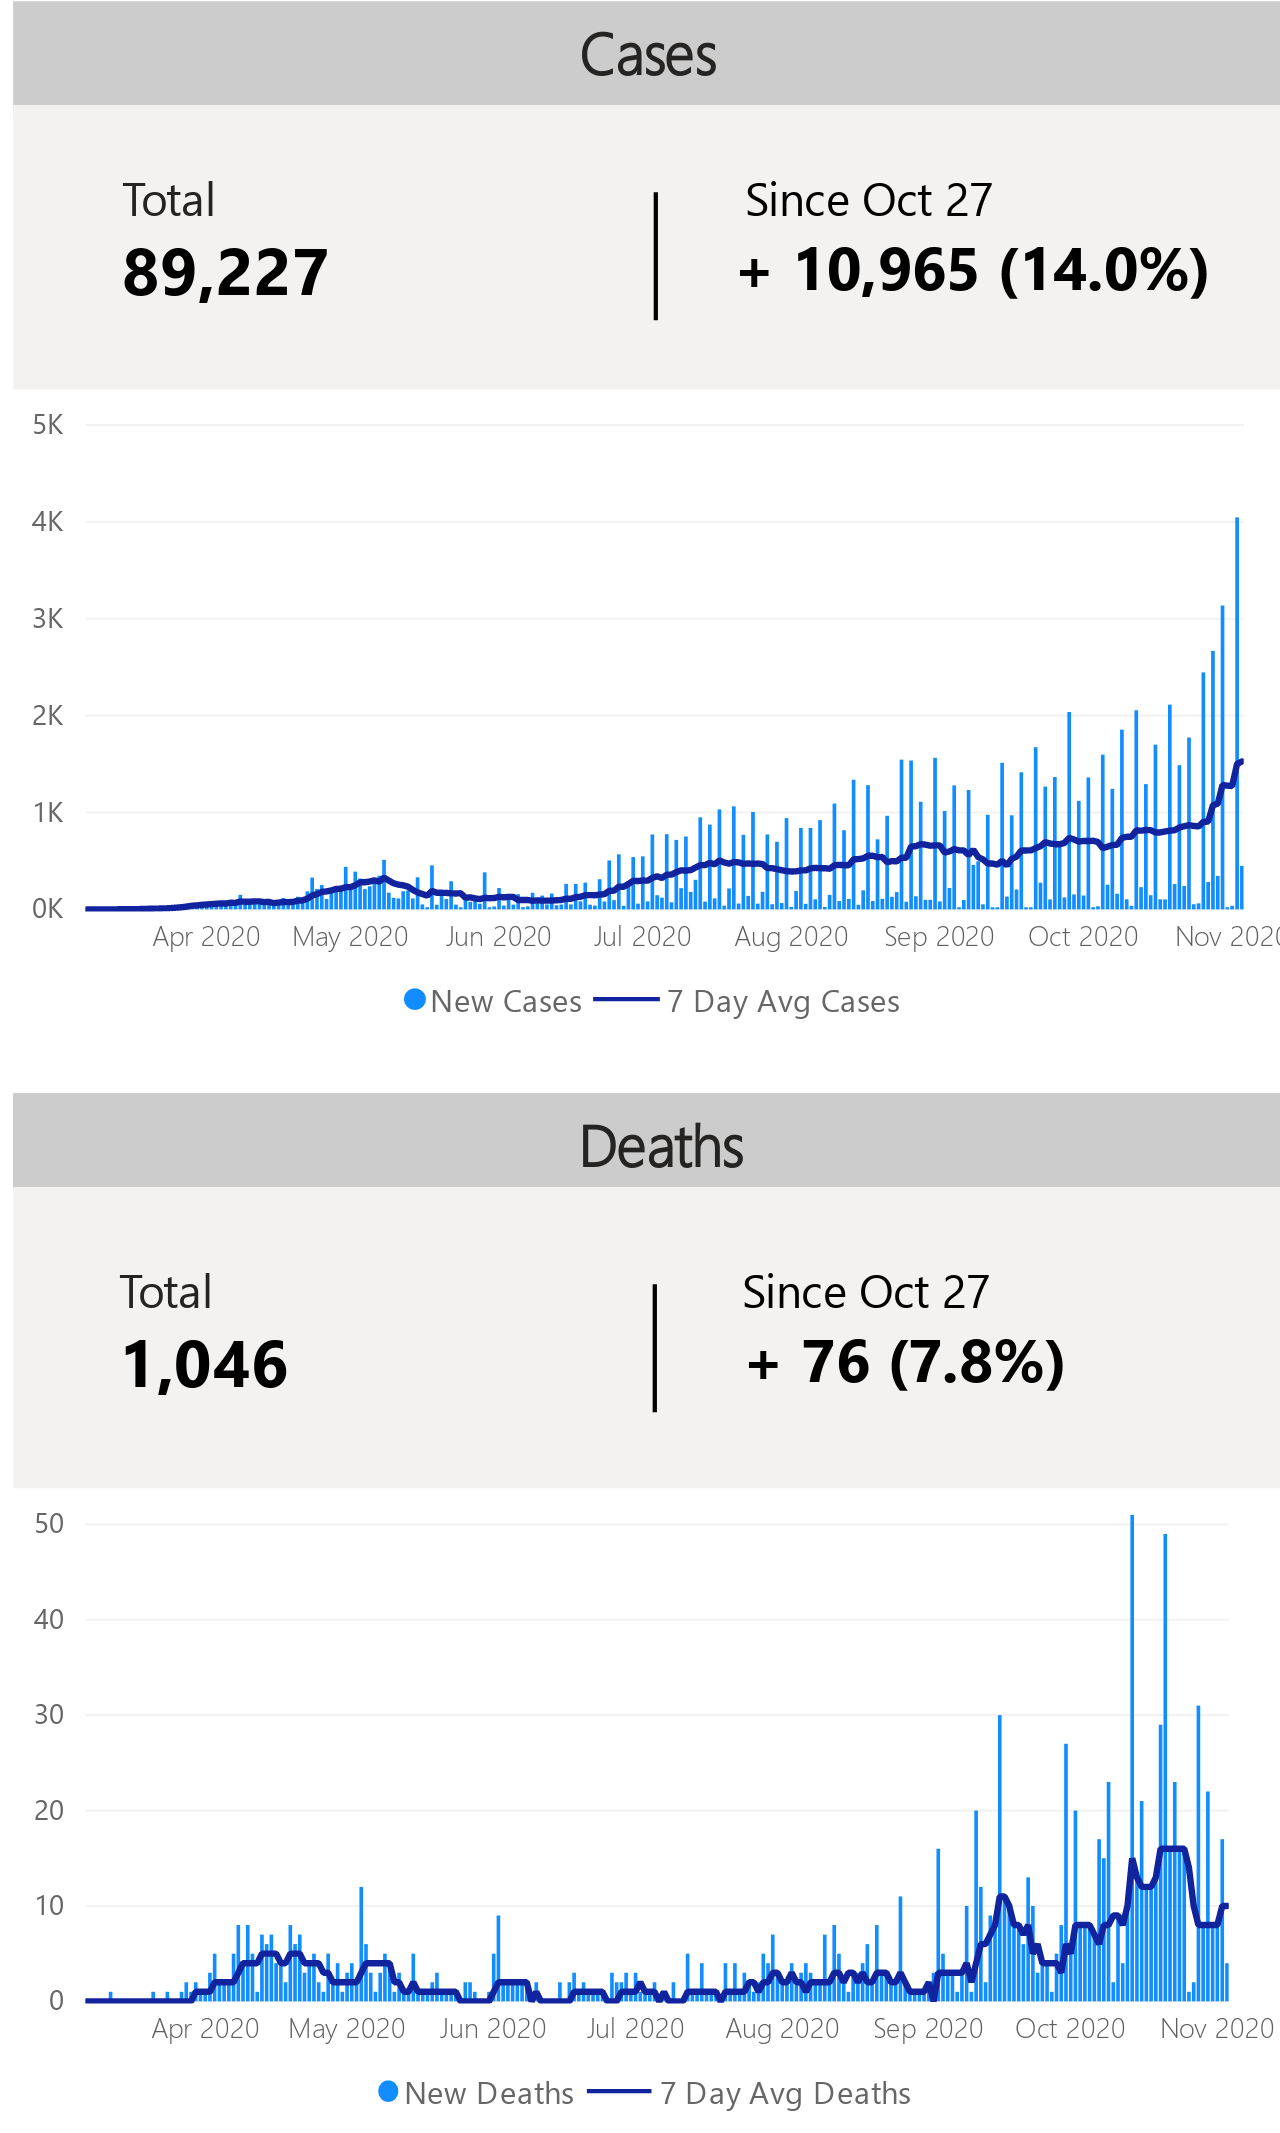 Cases
Total
Since Oct 27
89,227
+ 10,965 (14.0%)
5K
4K
3K
2K
1K
0K
Apr 2020 May 2020 Jun 2020 Jul 2020 Aug 2020 Sep 2020 Oct 2020 Nov 2020
New Cases 7 Day Avg Cases
Deaths
Total
Since Oct 27
1,046
+ 76 (7.8%)
50
40
30
20
10
0
Apr 2020 May 2020 Jun 2020 Jul 2020 Aug 2020 Sep 2020 Oct 2020 Nov 2020
New Deaths 7 Day Avg Deaths